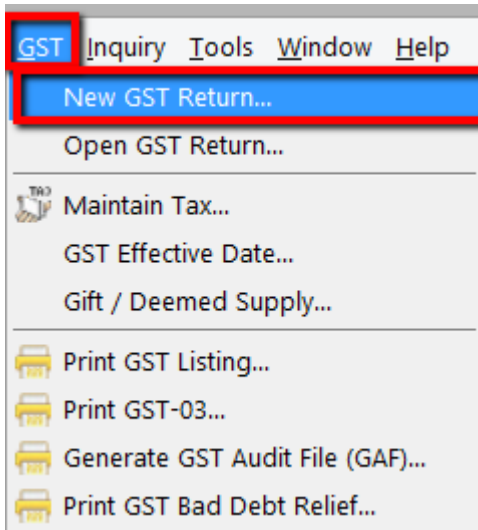 GST Inquiry Tools Window Help
New GST Return...
Open GST Return...
Maintain Tax...
GST Effective Date...
Gift / Deemed Supply...
Print GST Listing...
Print GST-03...
Generate GST Audit File (GAF)...
Print GST Bad Debt Relief...